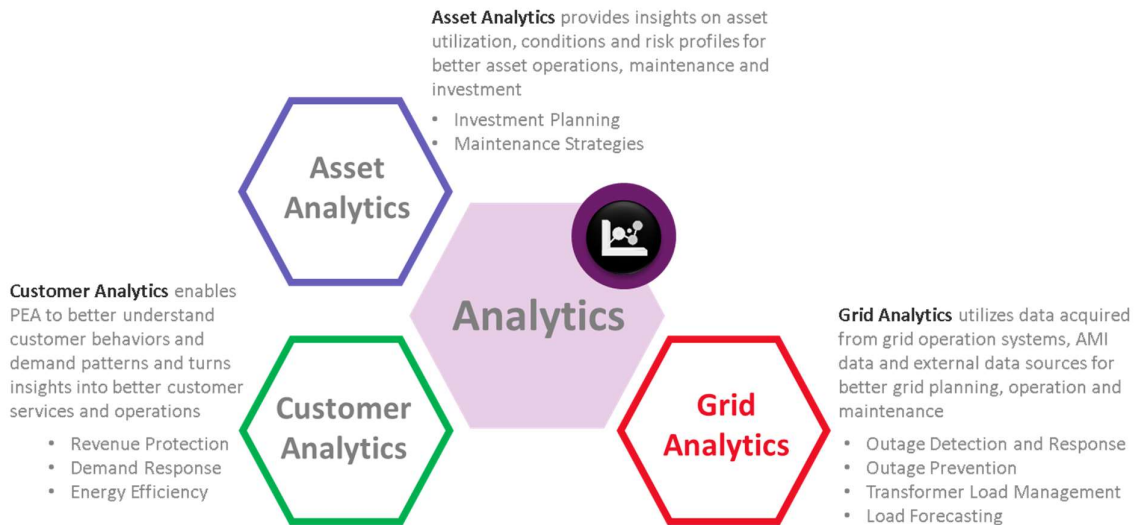 Asset Analytics provides insights on asset
utilization, conditions and risk profiles for
better asset operations, maintenance and
investment
• Investment Planning
• Maintenance Strategies
Asset
Analytics
Analytics
Customer Analytics enables
PEA to better understand
customer behaviors and
demand patterns and turns
insights into better customer
services and operations
• Revenue Protection
• Demand Response
• Energy Efficiency
Customer
Analytics
Grid
Analytics
Grid Analytics utilizes data acquired
from grid operation systems, AMI
data and external data sources for
better grid planning, operation and
maintenance
• Outage Detection and Response
• Outage Prevention
• Transformer Load Management
• Load Forecasting